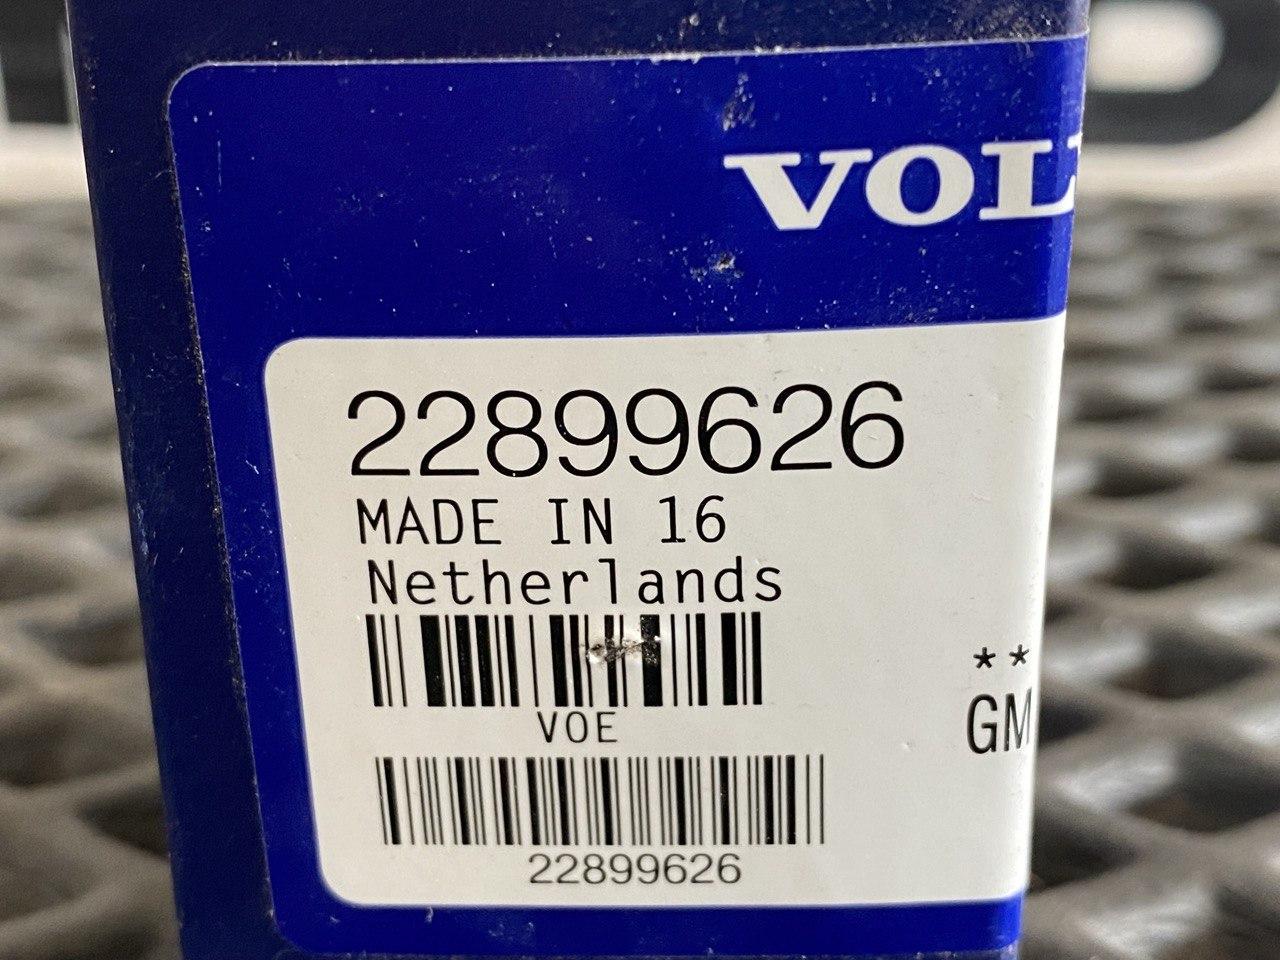 VOL
22899626
MADE IN 16
Netherlands
VOE
**
GM
22899626